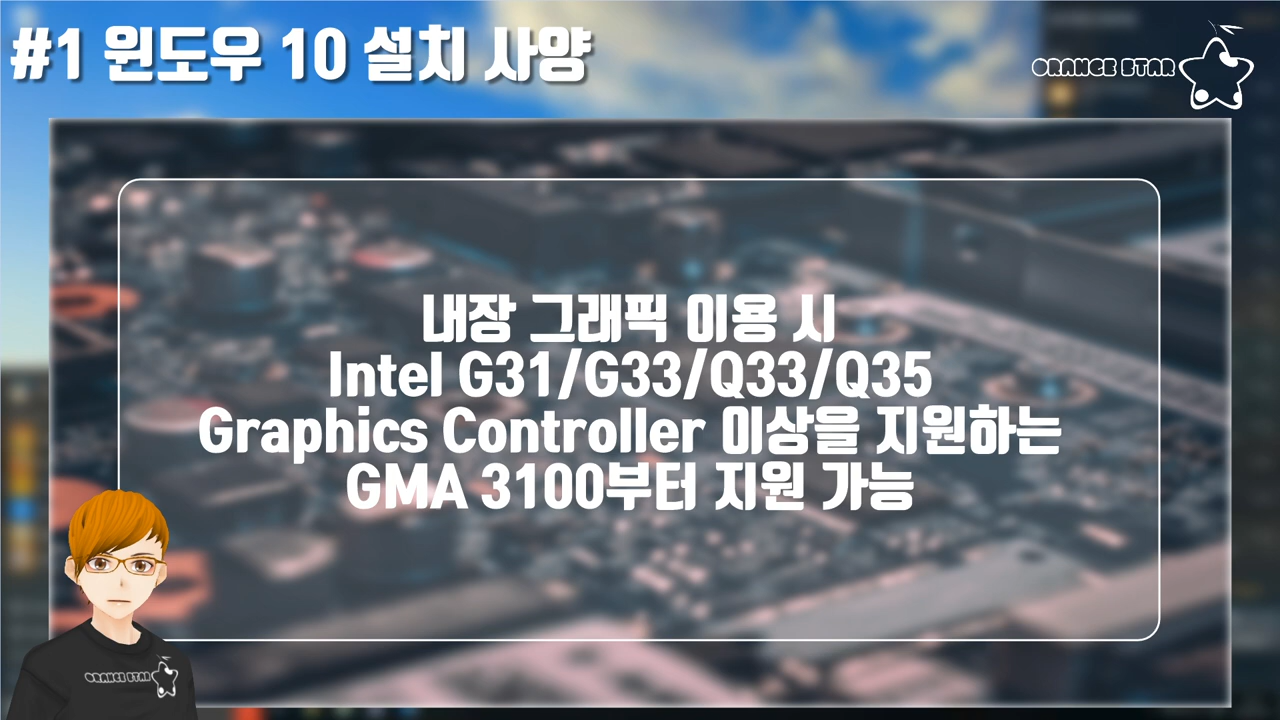 #1 윈도우 10 설치 사양
ORANGE STAR
내장 그래픽 이용 시
Intel G31/G33/Q33/Q35
Graphics Controller 이상을 지원하는
GMA 3100부터 지원 가능
ORANGE STAR